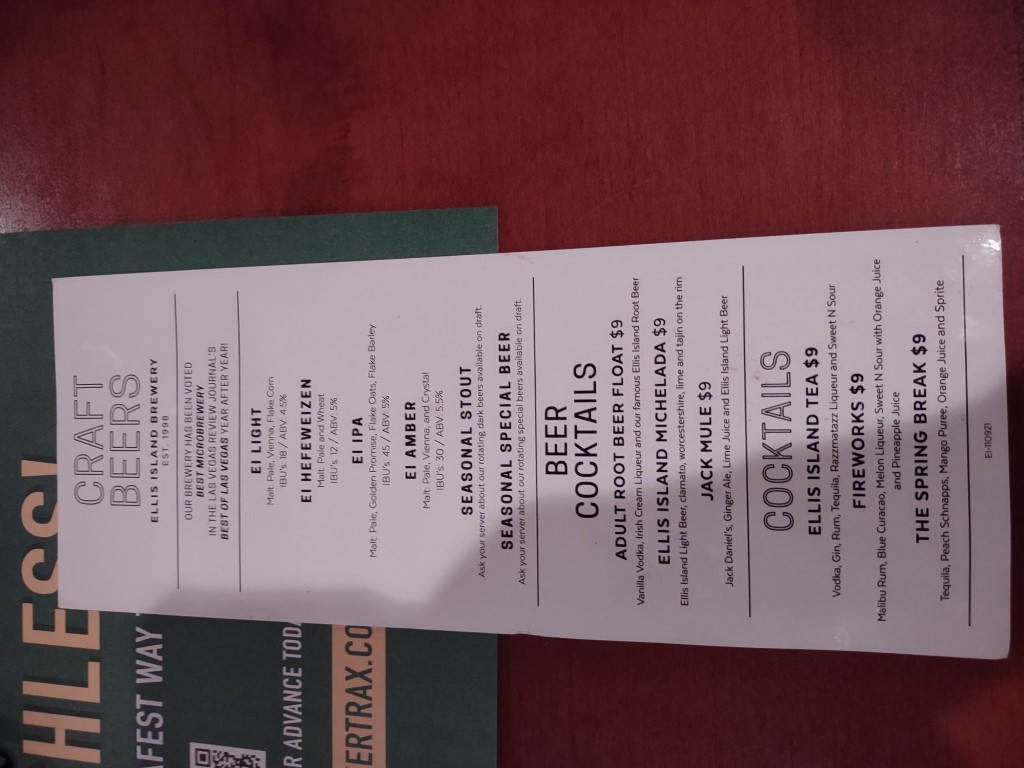 CRAFT
BEERS
ELLIS ISLAND BREWERY
EST · 1998
OUR BREWERY HAS BEEN VOTED
BEST MICROBREWERY
IN THE LAS VEGAS REVIEW JOURNAL'S
BEST OF LAS VEGAS YEAR AFTER YEAR!
EI LIGHT
Malt: Pale, Vienna, Flake Corn
IBU's: 18 / ABV: 4.5%
EI HEFEWEIZEN
Malt: Pale and Wheat
IBU's: 12 / ABV: 5%
EI IPA
Malt: Pale, Golden Promise, Flake Oats, Flake Barley
IBU's: 45 / ABV: 5%
EI AMBER
Malt: Pale, Vienna, and Crystal
IBU's: 30 / ABV: 5.5%
SEASONAL STOUT
Ask your server about our rotating dark beers available on draft.
SEASONAL SPECIAL BEER
Ask your server about our rotating special beers available on draft.
BEER
COCKTAILS
ADULT ROOT BEER FLOAT $9
Vanilla Vodka, Irish Cream Liqueur and our famous Ellis Island Root Beer
ELLIS ISLAND MICHELADA $9
Ellis Island Light Beer, clamato, worcestershire, lime and tajin on the rim
JACK MULE $9
Jack Daniel's, Ginger Ale, Lime Juice and Ellis Island Light Beer
COCKTAILS
ELLIS ISLAND TEA $9
Vodka, Gin, Rum, Tequila, Razzmatazz Liqueur and Sweet N Sour
FIREWORKS $9
Malibu Rum, Blue Curacao, Melon Liqueur, Sweet N Sour with Orange Juice
and Pineapple Juice
THE SPRING BREAK $9
Tequila, Peach Schnapps, Mango Puree, Orange Juice and Sprite
EI-110921
HLESS!
AFEST WAY
R ADVANCE TODA
ERTRAX.CO